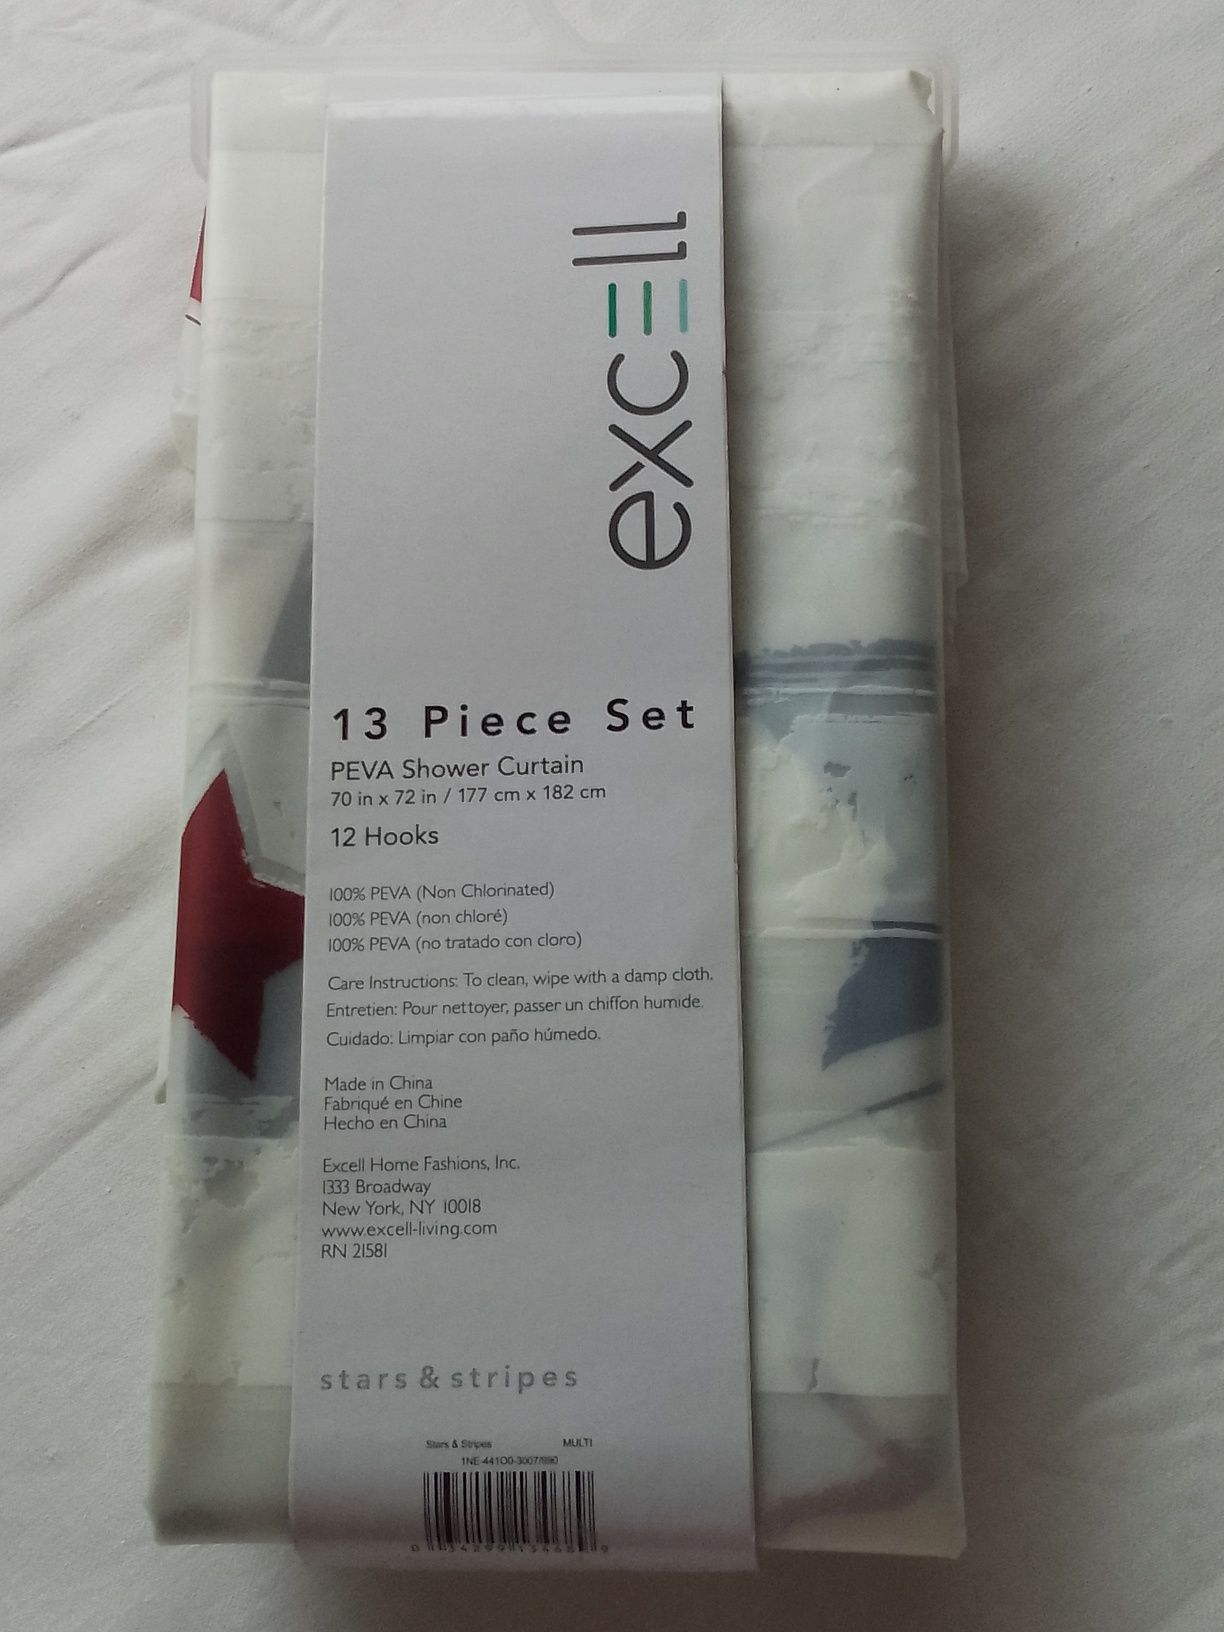 excell
13 Piece Set
PEVA Shower Curtain
70 in x 72 in / 177 cm x 182 cm
12 Hooks
100% PEVA (Non Chlorinated)
100% PEVA (non chloré)
100% PEVA (no tratado con cloro)
Care Instructions: To clean, wipe with a damp cloth.
Entretien: Pour nettoyer, passer un chiffon humide.
Cuidado: Limpiar con paño húmedo.
Made in China
Fabriqué en Chine
Hecho en China
Excell Home Fashions, Inc.
1333 Broadway
New York, NY 10018
www.excell-living.com
RN 21581
stars & stripes
Stars & Stripes MULTI
1NE-441O0-3007/990